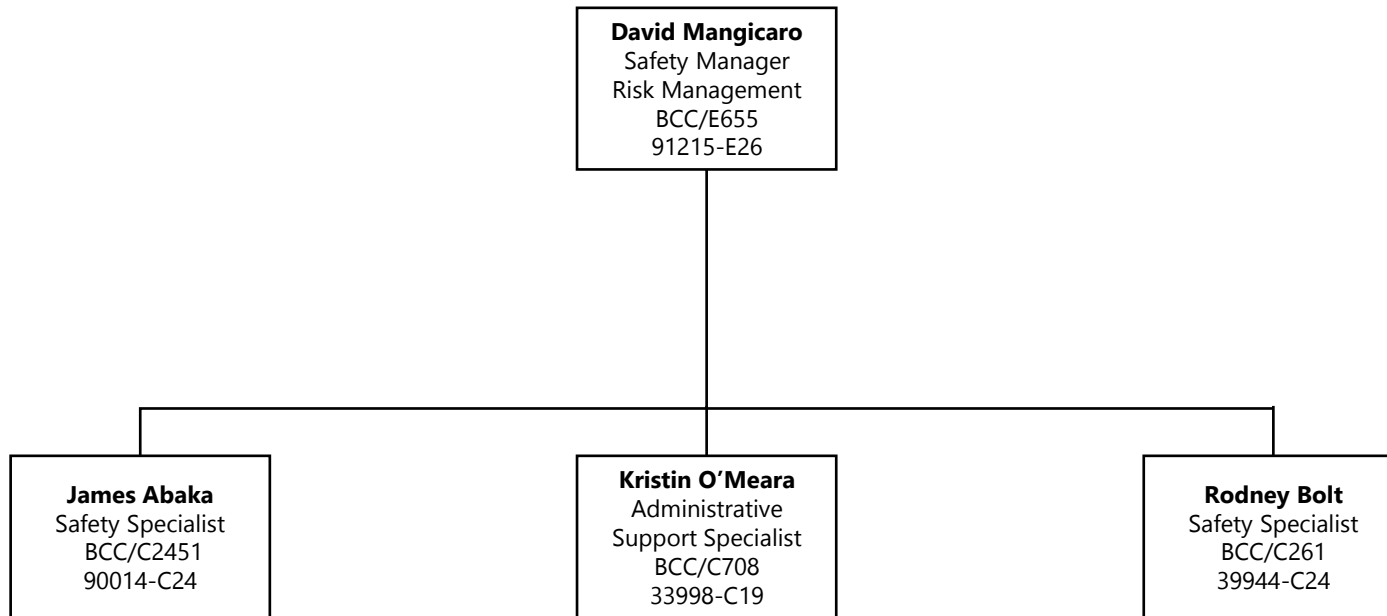 David Mangicaro
Safety Manager
Risk Management
BCC/E655
91215-E26
James Abaka
Safety Specialist
BCC/C2451
90014-C24
Kristin O’Meara
Administrative
Support Specialist
BCC/C708
33998-C19
Rodney Bolt
Safety Specialist
BCC/C261
39944-C24